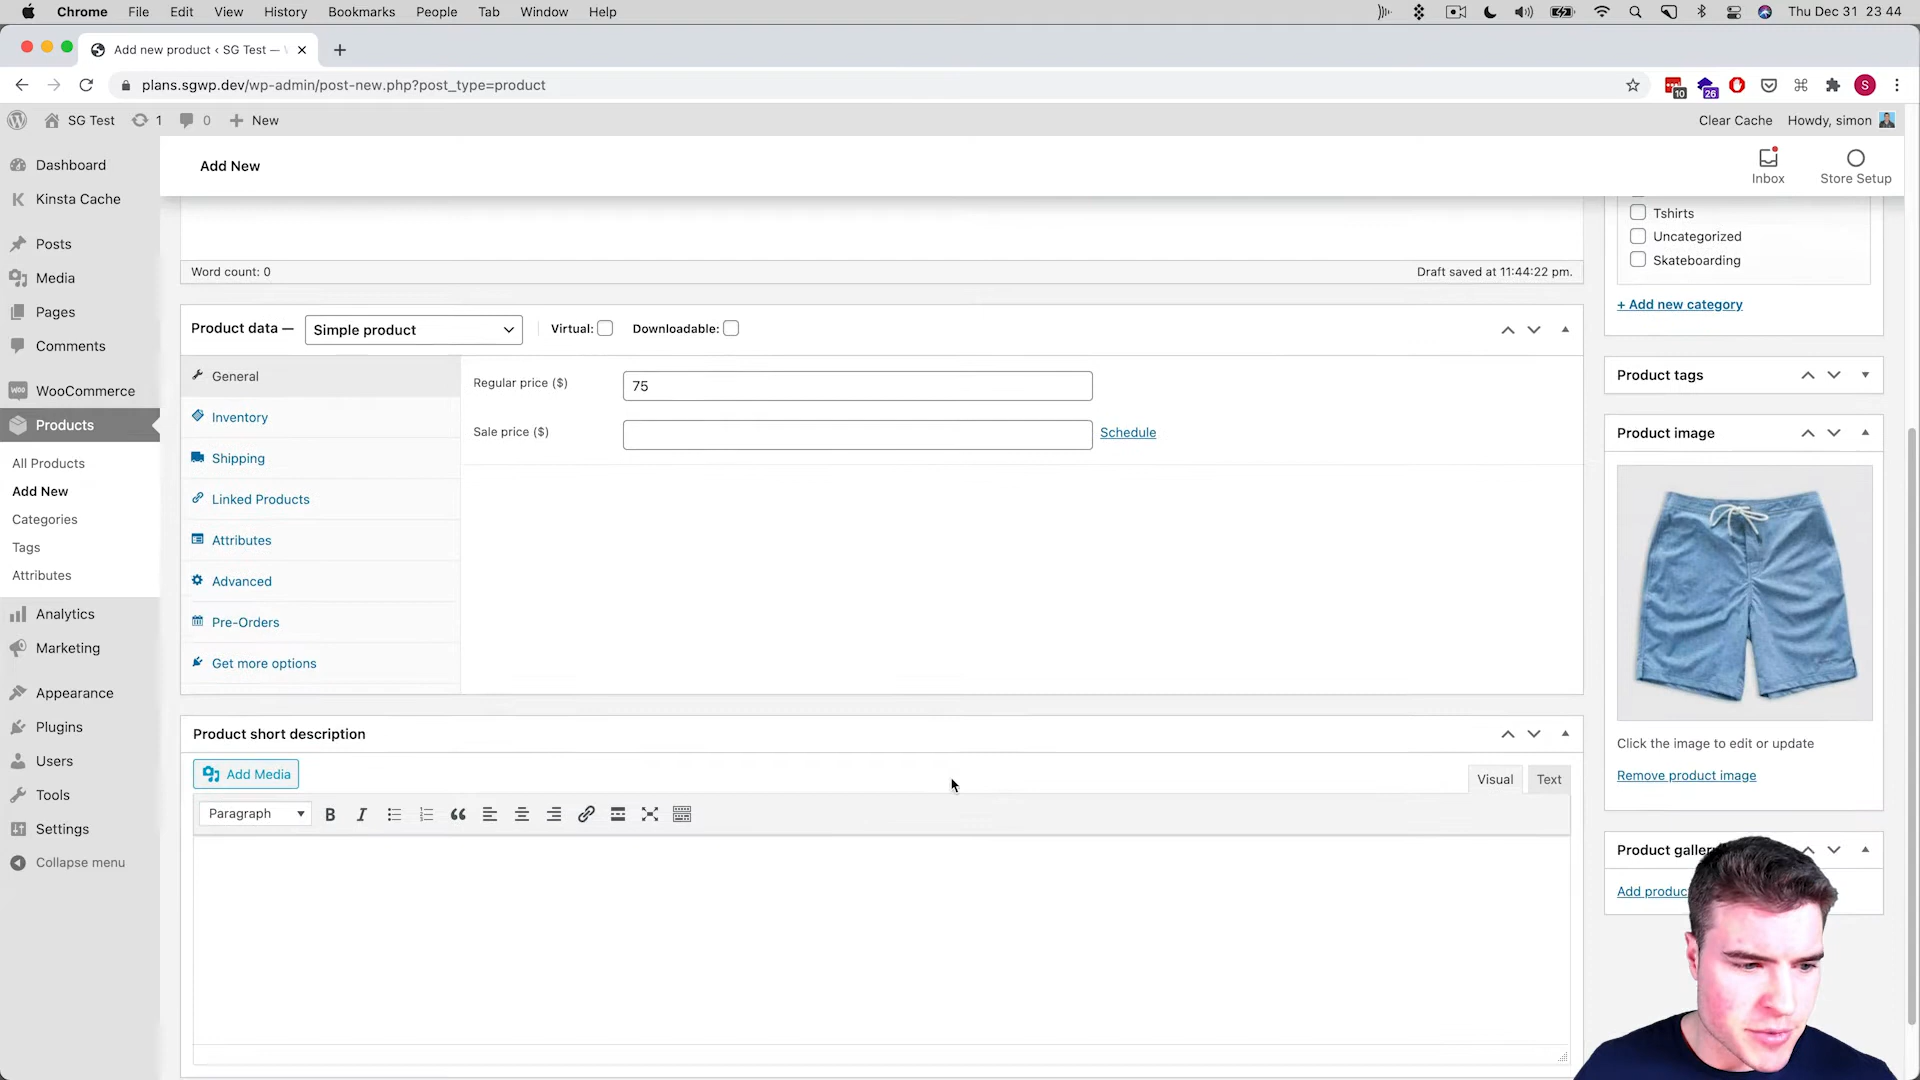 Chrome File Edit View History Bookmarks People Tab Window Help Thu Dec 31 23 44
Add new product ‹ SG Test —
plans.sgwp.dev/wp-admin/post-new.php?post_type=product
10 26 S
SG Test 1 0 New Clear Cache Howdy, simon
Dashboard
Kinsta Cache
Posts
Media
Pages
Comments
WooCommerce
Products
All Products
Add New
Categories
Tags
Attributes
Analytics
Marketing
Appearance
Plugins
Users
Tools
Settings
Collapse menu
Add New
Inbox
Store Setup
Word count: 0 Draft saved at 11:44:22 pm.
Product data — Simple product Virtual: Downloadable:
General
Inventory
Shipping
Linked Products
Attributes
Advanced
Pre-Orders
Get more options
Regular price ($) 75
Sale price ($) Schedule
Product short description
Add Media Visual Text
Paragraph B I
Tshirts
Uncategorized
Skateboarding
+ Add new category
Product tags
Product image
Click the image to edit or update
Remove product image
Product
Add